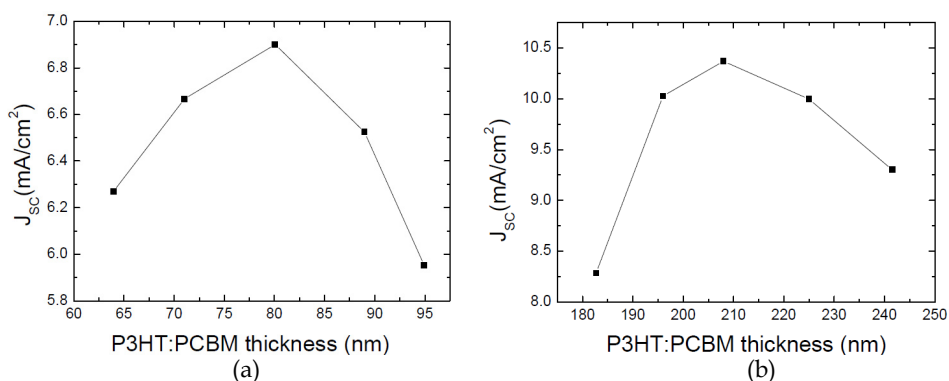 7.0
6.8
6.6
6.4
6.2
6.0
5.8
J_SC(mA/cm²)
60 65 70 75 80 85 90 95
P3HT:PCBM thickness (nm)
(a)
10.5
10.0
9.5
9.0
8.5
8.0
J_SC(mA/cm²)
180 190 200 210 220 230 240 250
P3HT:PCBM thickness (nm)
(b)